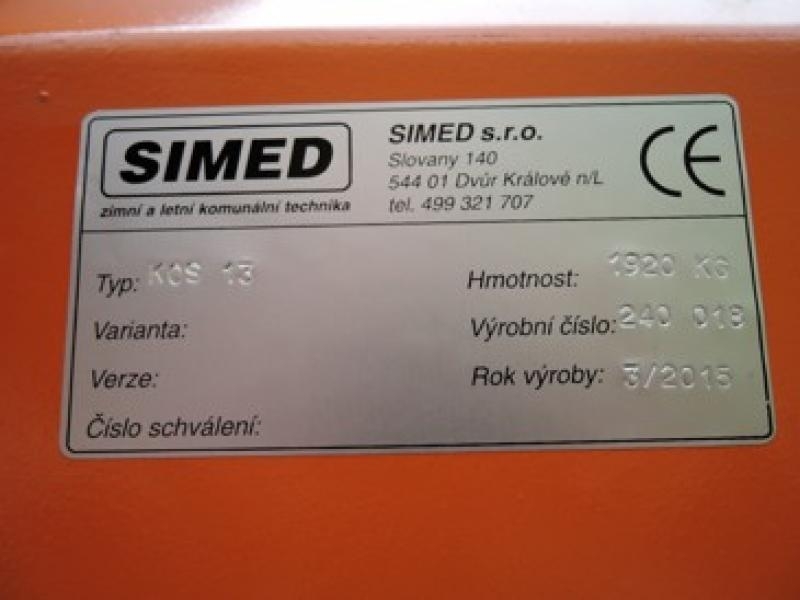 SIMED
zimní a letní komunální technika
SIMED s.r.o.
Slovany 140
544 01 Dvůr Králové n/L
tel. 499 321 707
CE
Typ: KOS 13
Varianta:
Verze:
Číslo schválení:
Hmotnost: 1920 KG
Výrobní číslo: 240 018
Rok výroby: 3/2015